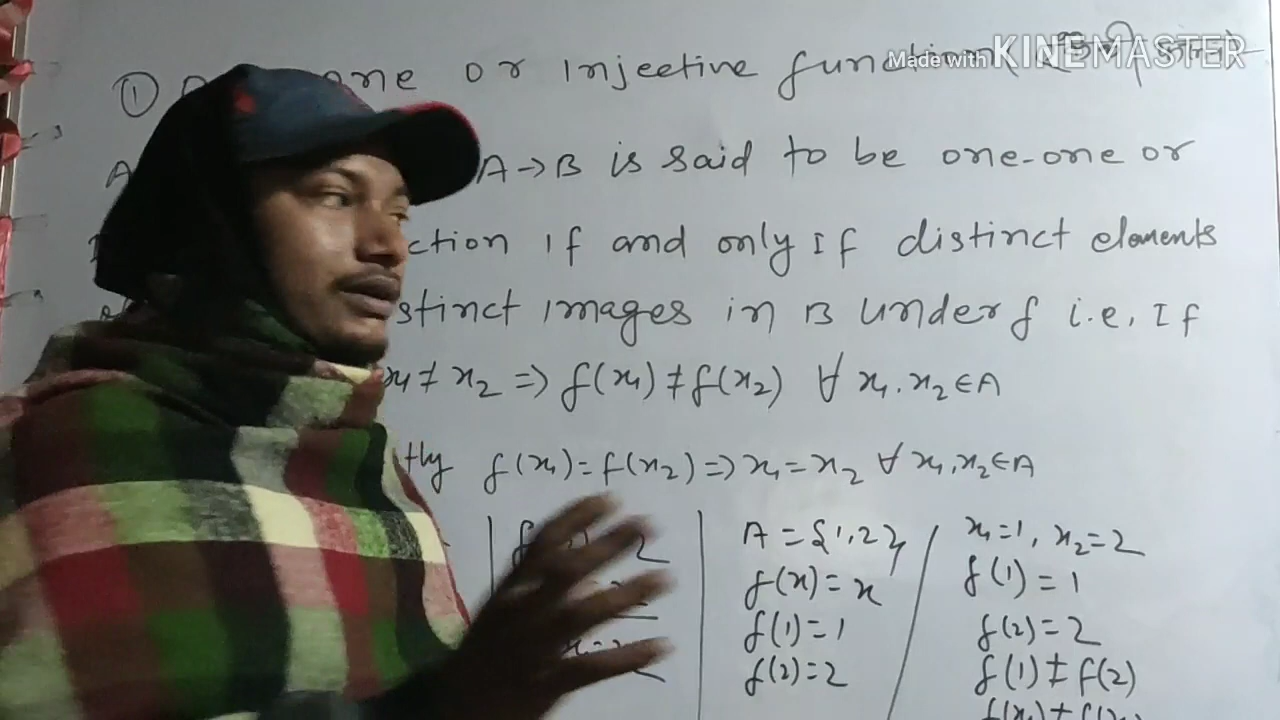 ① one or Injective function
Made with KINEMASTER
A A→B is said to be one-one or
ction If and only If distinct elements
stinct images in B under f i.e. If
x₁ ≠ x₂ => f(x₁) ≠ f(x₂) ∀ x₁.x₂∈A
tly f(x₁)=f(x₂)=>x₁=x₂ ∀ x₁.x₂∈A
A={1,2}
f(x)=x
f(1)=1
f(2)=2
x₁=1, x₂=2
f(1)=1
f(2)=2
f(1)≠f(2)